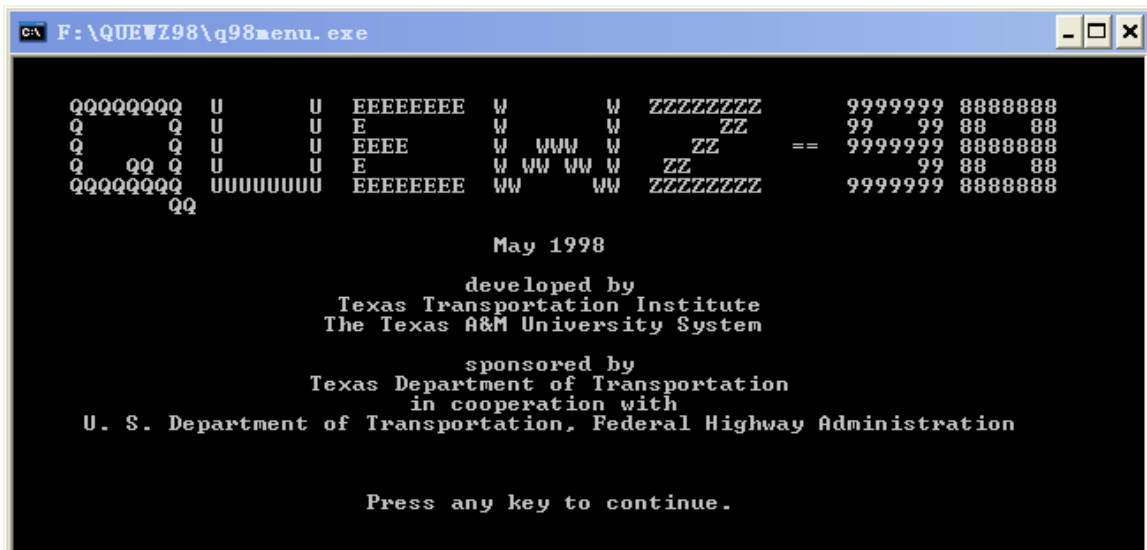 F:\QUEWZ98\q98menu.exe
QUEWZ == 98
May 1998
developed by
Texas Transportation Institute
The Texas A&M University System
sponsored by
Texas Department of Transportation
in cooperation with
U. S. Department of Transportation, Federal Highway Administration
Press any key to continue.